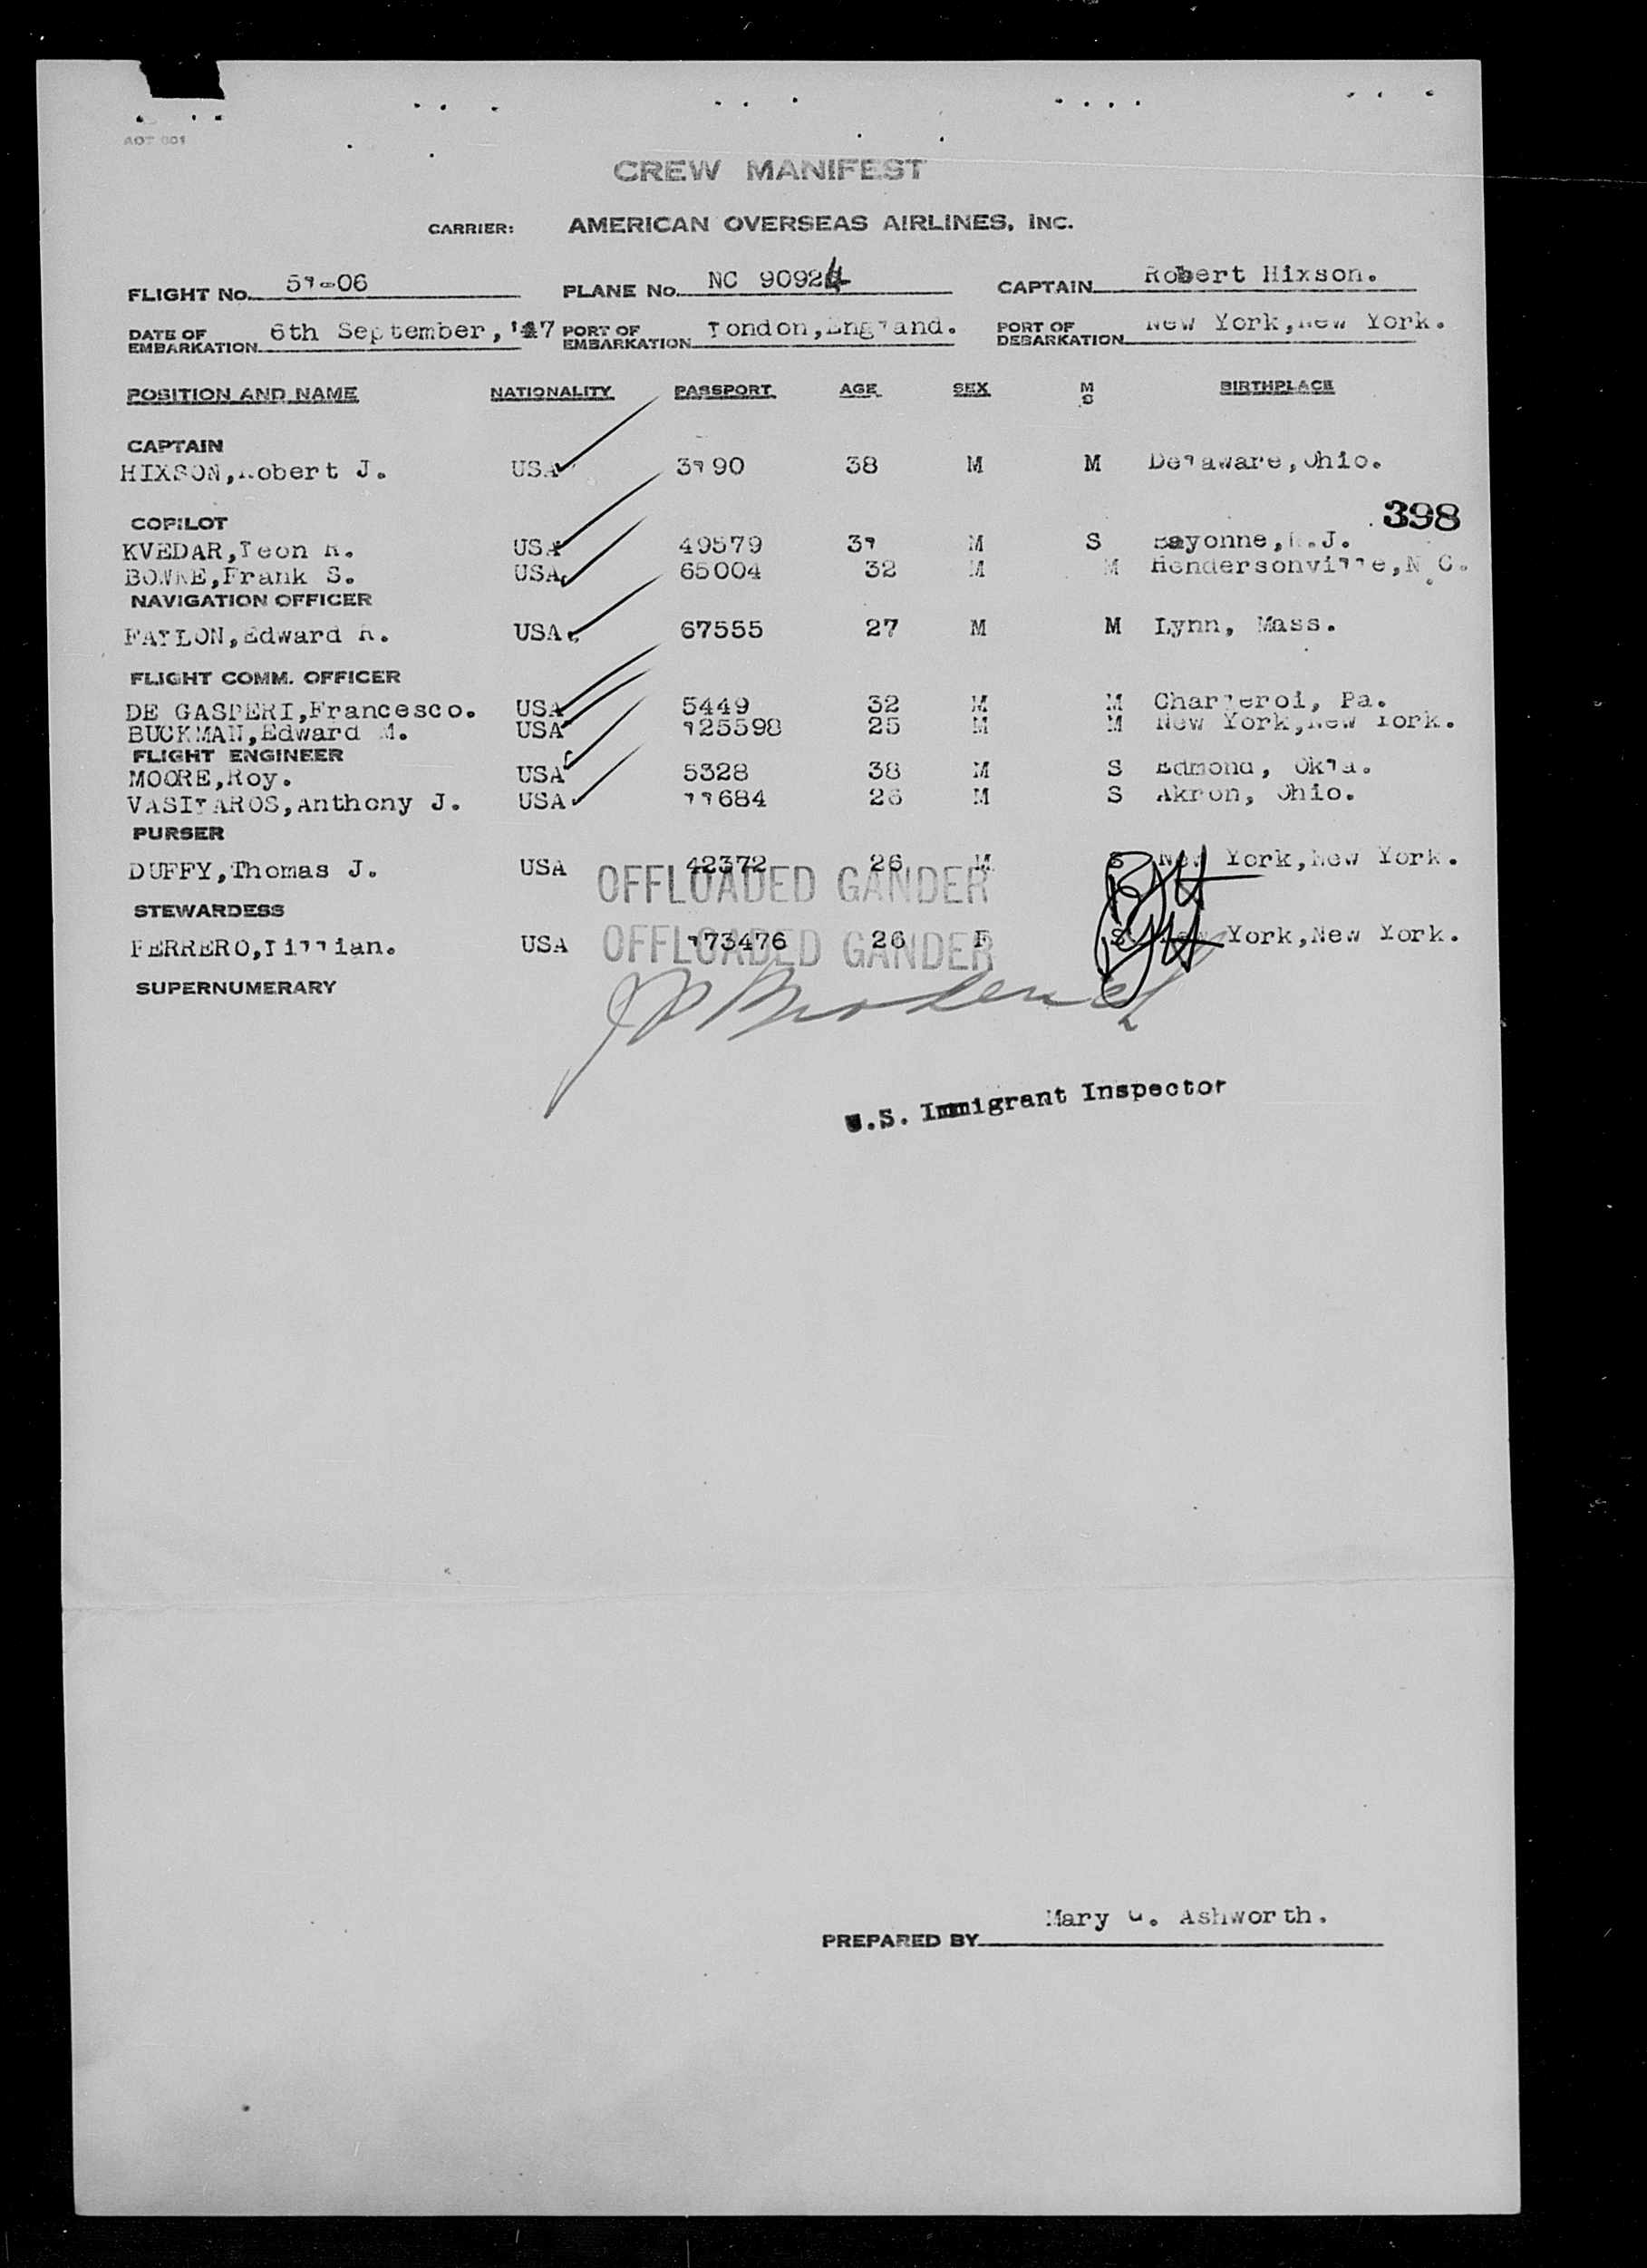 AOT 001
CREW MANIFEST
CARRIER: AMERICAN OVERSEAS AIRLINES, INC.
FLIGHT No. 51-06 PLANE No. NC 90924 CAPTAIN Robert Hixson.
DATE OF EMBARKATION 6th September,'47 PORT OF EMBARKATION London,England. PORT OF DEBARKATION New York,New York.
POSITION AND NAME NATIONALITY PASSPORT AGE SEX M S BIRTHPLACE
CAPTAIN
HIXSON,Robert J. USA 3190 38 M M Delaware,Ohio.
398
COPILOT
KVEDAR,Leon R. USA 49579 31 M S Bayonne,N.J.
Frank S. USA 65004 32 M M Hendersonville,N.C.
NAVIGATION OFFICER
Edward R. USA 67555 27 M M Lynn, Mass.
FLIGHT COMM. OFFICER
DE GASPERI,Francesco. USA 5449 32 M M Charleroi, Pa.
BUCKMAN,Edward M. USA 125598 25 M M New York,New York.
FLIGHT ENGINEER
MOORE,Roy. USA 5328 38 M S Edmond, Okla.
VASILAROS,Anthony J. USA 11684 26 M S Akron, Ohio.
PURSER
DUFFY,Thomas J. USA 42372 26 M S New York,New York.
OFFLOADED GANDER
STEWARDESS
FERRERO,Lillian. USA 173476 26 F S New York,New York.
OFFLOADED GANDER
SUPERNUMERARY
U.S. Immigrant Inspector
Mary G. Ashworth.
PREPARED BY